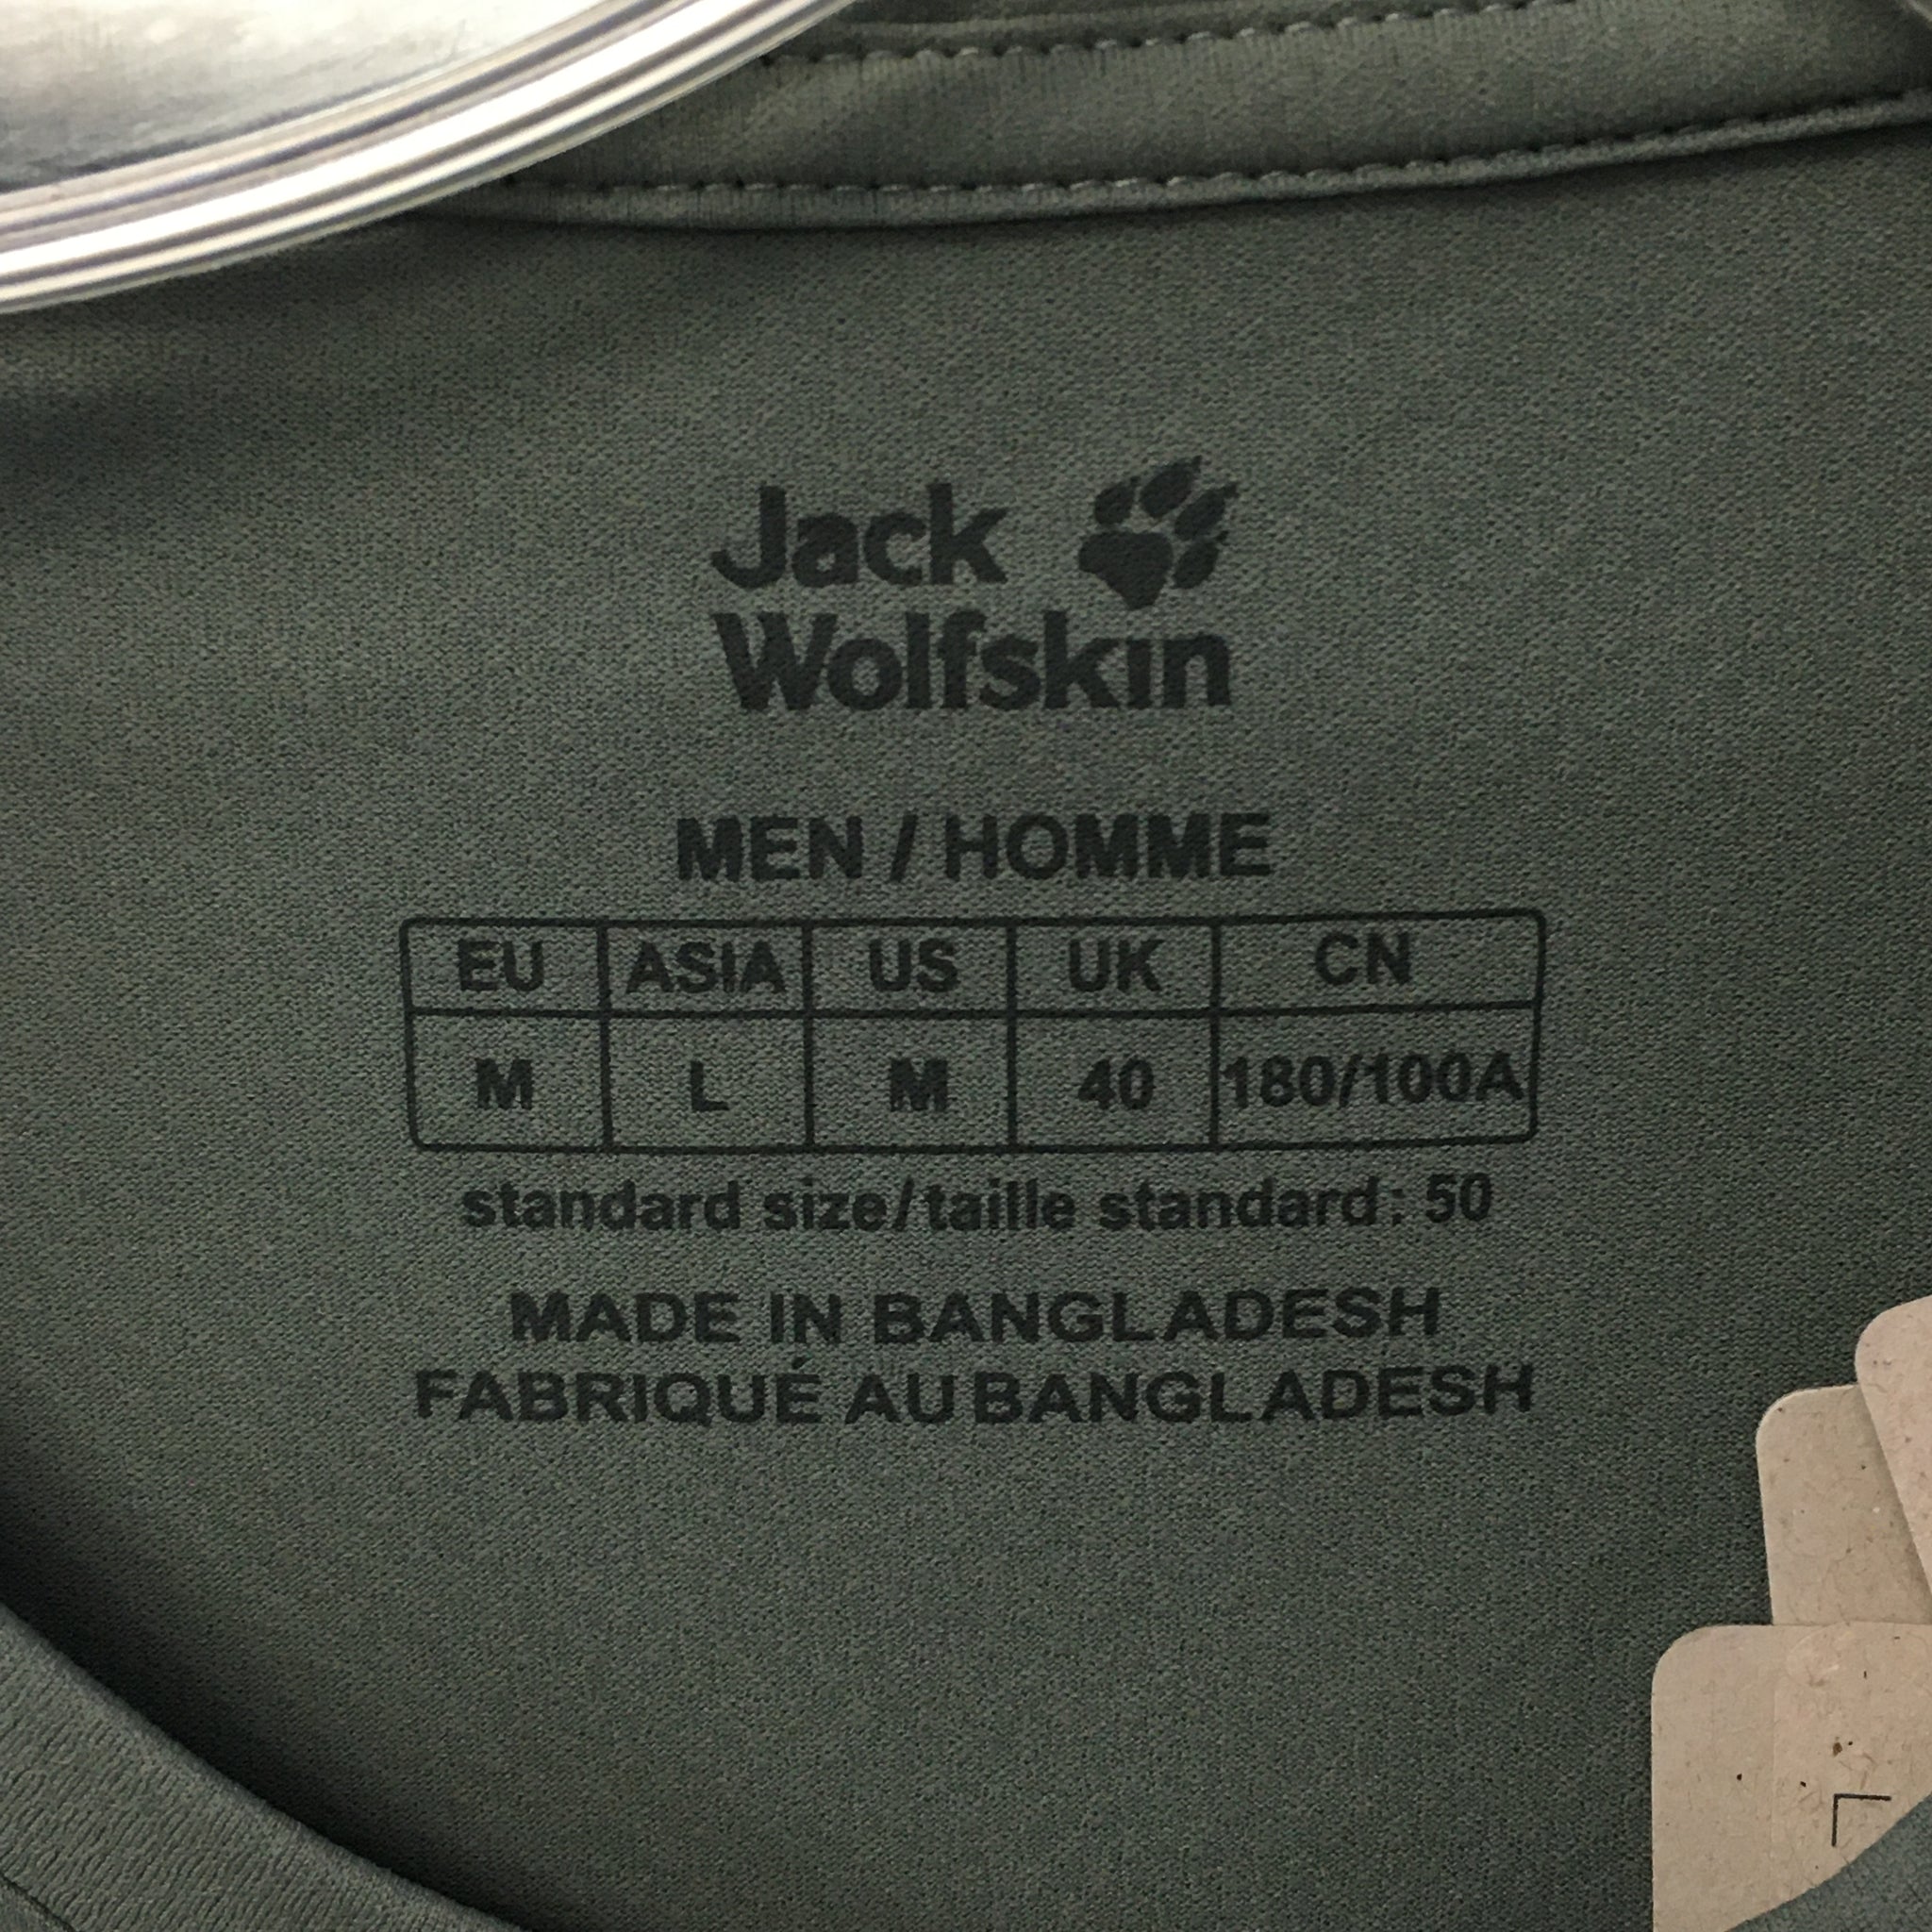 Jack
Wolfskin
MEN / HOMME
EU ASIA US UK CN
M L M 40 180/100A
standard size/taille standard: 50
MADE IN BANGLADESH
FABRIQUÉ AU BANGLADESH